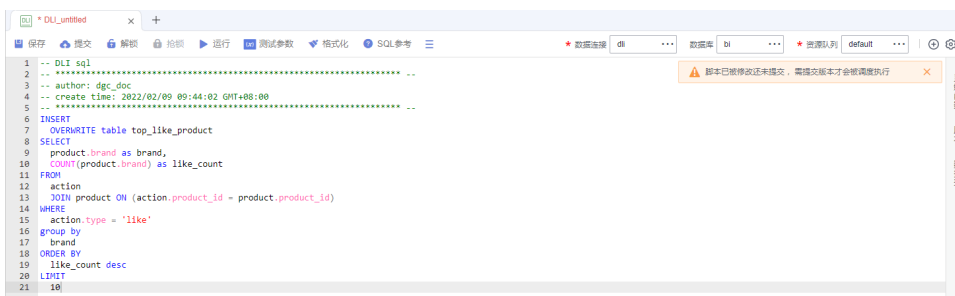 DLI * DLI_untitled × +
保存 提交 解锁 抢锁 运行 测试参数 格式化 SQL参考 * 数据连接 dli ... 数据库 bi ... * 资源队列 default ...
脚本已被修改还未提交，需提交版本才会被调度执行 ×
1 -- DLI sql
2 -- ******************************************************************** --
3 -- author: dgc_doc
4 -- create time: 2022/02/09 09:44:02 GMT+08:00
5 -- ******************************************************************** --
6 INSERT
7 OVERWRITE table top_like_product
8 SELECT
9 product.brand as brand,
10 COUNT(product.brand) as like_count
11 FROM
12 action
13 JOIN product ON (action.product_id = product.product_id)
14 WHERE
15 action.type = 'like'
16 group by
17 brand
18 ORDER BY
19 like_count desc
20 LIMIT
21 10